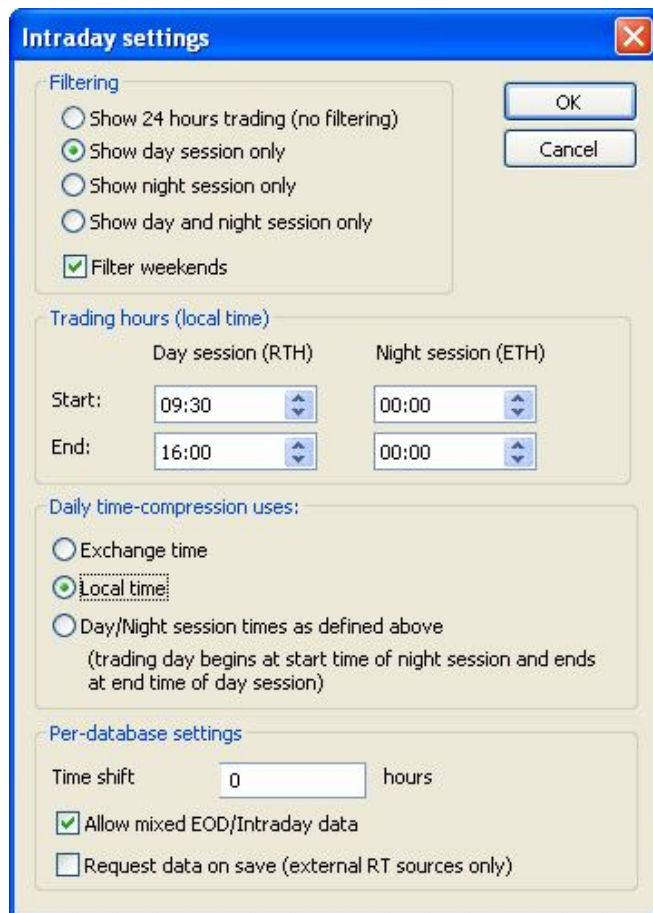 Intraday settings
Filtering
Show 24 hours trading (no filtering)
Show day session only
Show night session only
Show day and night session only
Filter weekends
OK
Cancel
Trading hours (local time)
Day session (RTH) Night session (ETH)
Start: 09:30 00:00
End: 16:00 00:00
Daily time-compression uses:
Exchange time
Local time
Day/Night session times as defined above
(trading day begins at start time of night session and ends
at end time of day session)
Per-database settings
Time shift 0 hours
Allow mixed EOD/Intraday data
Request data on save (external RT sources only)